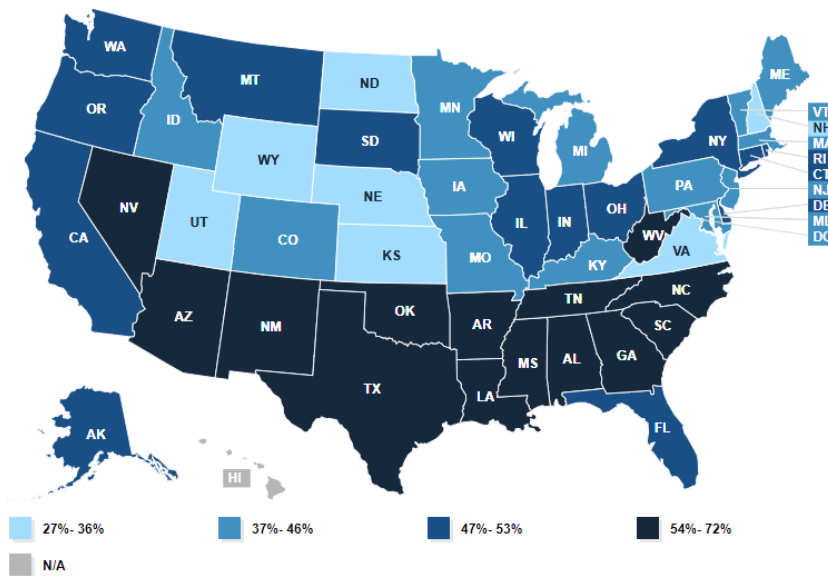 WA
MT
ND
MN
ME
OR
ID
SD
WI
MI
NY
VT
NH
MA
RI
CT
NJ
DE
MD
DC
WY
IA
PA
NE
NV
UT
CO
IL
IN
OH
CA
KS
MO
KY
WV
VA
AZ
NM
OK
AR
TN
NC
SC
MS
AL
GA
TX
LA
AK
FL
HI
27%- 36%
37%- 46%
47%- 53%
54%- 72%
N/A